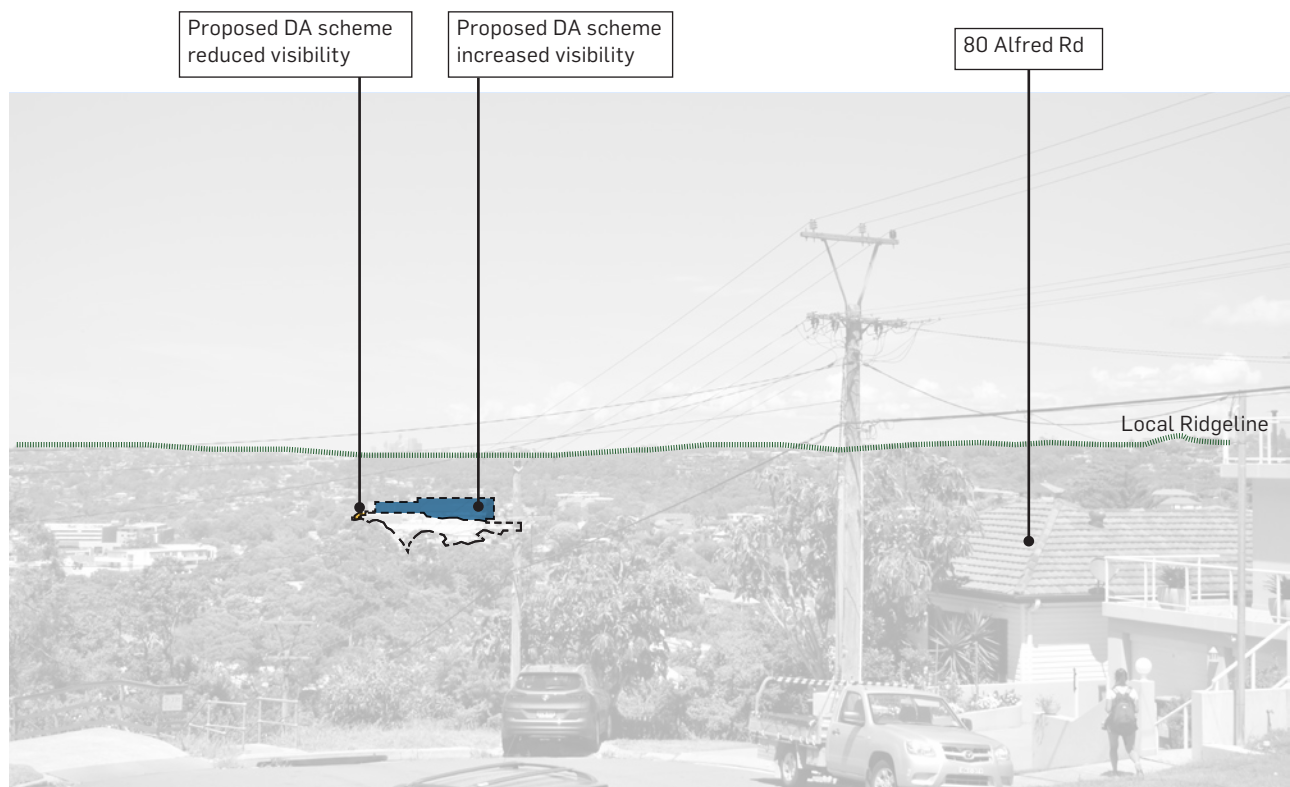 Proposed DA scheme
reduced visibility
Proposed DA scheme
increased visibility
80 Alfred Rd
Local Ridgeline